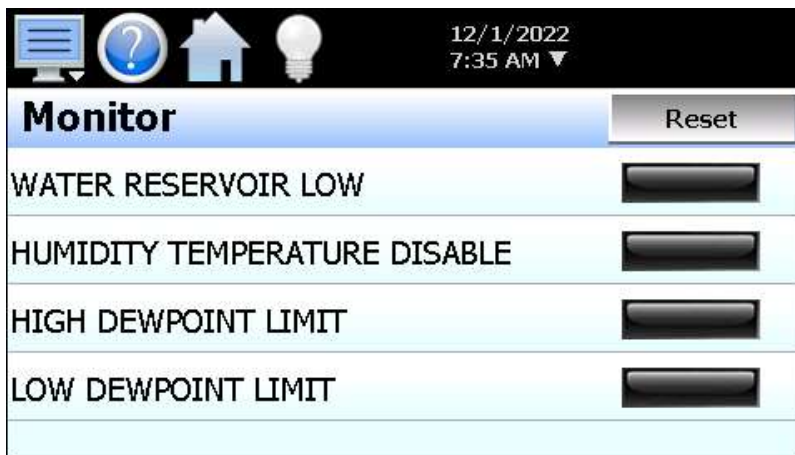 ?
12/1/2022
7:35 AM ▼
Monitor
Reset
WATER RESERVOIR LOW
HUMIDITY TEMPERATURE DISABLE
HIGH DEWPOINT LIMIT
LOW DEWPOINT LIMIT